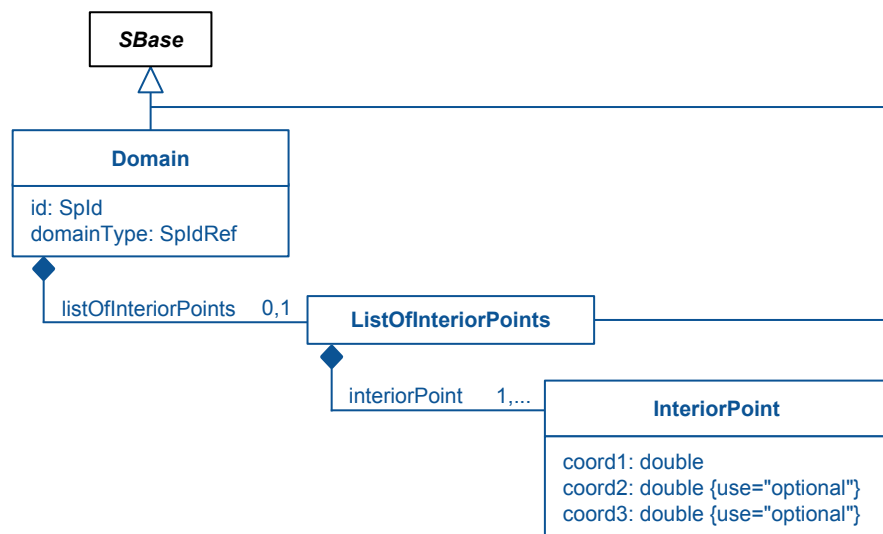 SBase
Domain
id: SpId
domainType: SpIdRef
listOfInteriorPoints 0,1
ListOfInteriorPoints
interiorPoint 1,...
InteriorPoint
coord1: double
coord2: double {use="optional"}
coord3: double {use="optional"}